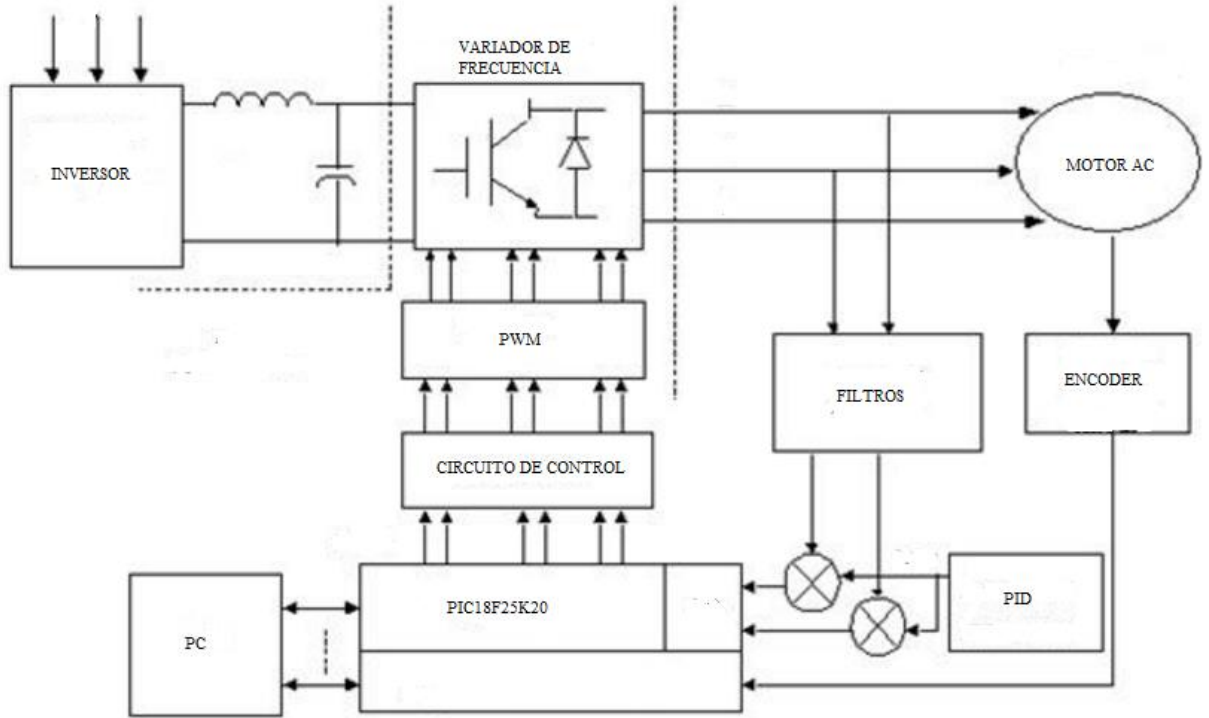 VARIADOR DE
FRECUENCIA
INVERSOR
MOTOR AC
PWM
FILTROS
ENCODER
CIRCUITO DE CONTROL
PIC18F25K20
PID
PC